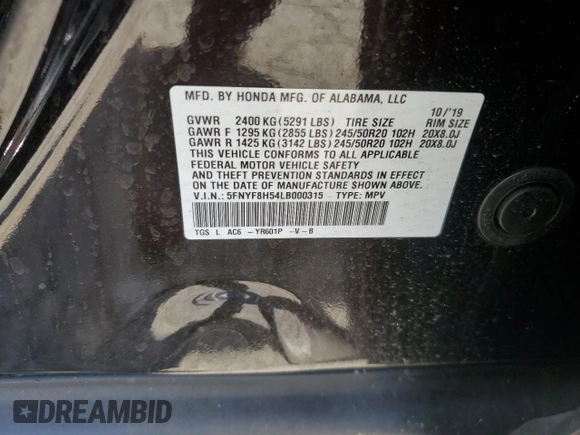 MFD. BY HONDA MFG. OF ALABAMA, LLC
10/'19
GVWR 2400 KG (5291 LBS) TIRE SIZE RIM SIZE
GAWR F 1295 KG (2855 LBS) 245/50R20 102H 20X8.0J
GAWR R 1425 KG (3142 LBS) 245/50R20 102H 20X8.0J
THIS VEHICLE CONFORMS TO ALL APPLICABLE
FEDERAL MOTOR VEHICLE SAFETY
AND THEFT PREVENTION STANDARDS IN EFFECT
ON THE DATE OF MANUFACTURE SHOWN ABOVE.
V.I.N.: 5FNYF8H54LB000315 TYPE: MPV
TGS L AC6 -YR601P -V-B
DREAMBID